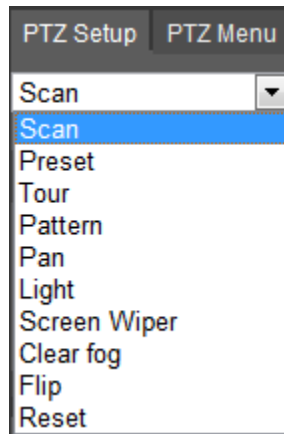 PTZ Setup PTZ Menu
Scan
Scan
Preset
Tour
Pattern
Pan
Light
Screen Wiper
Clear fog
Flip
Reset